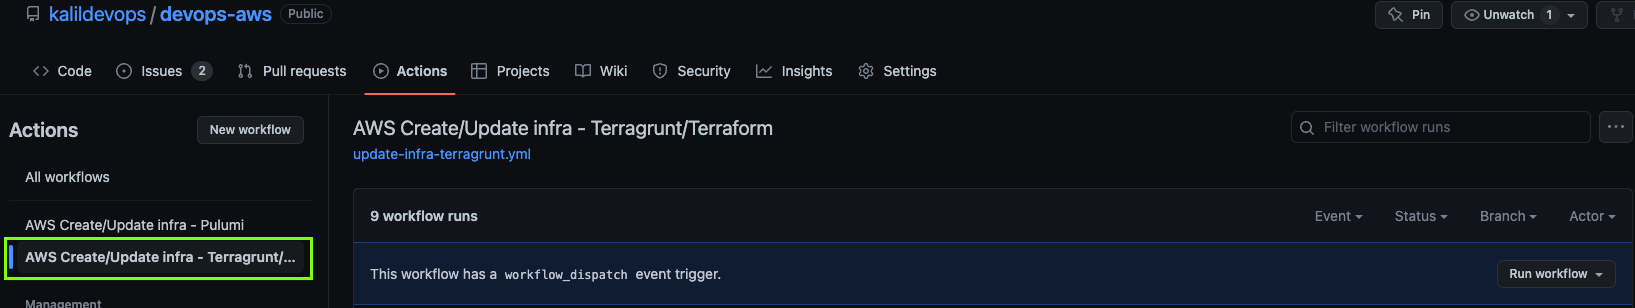 kalildevops / devops-aws Public
Pin Unwatch 1
Code Issues 2 Pull requests Actions Projects Wiki Security Insights Settings
Actions New workflow
All workflows
AWS Create/Update infra - Pulumi
AWS Create/Update infra - Terragrunt/...
Management
AWS Create/Update infra - Terragrunt/Terraform
Filter workflow runs
update-infra-terragrunt.yml
9 workflow runs Event Status Branch Actor
This workflow has a workflow_dispatch event trigger. Run workflow